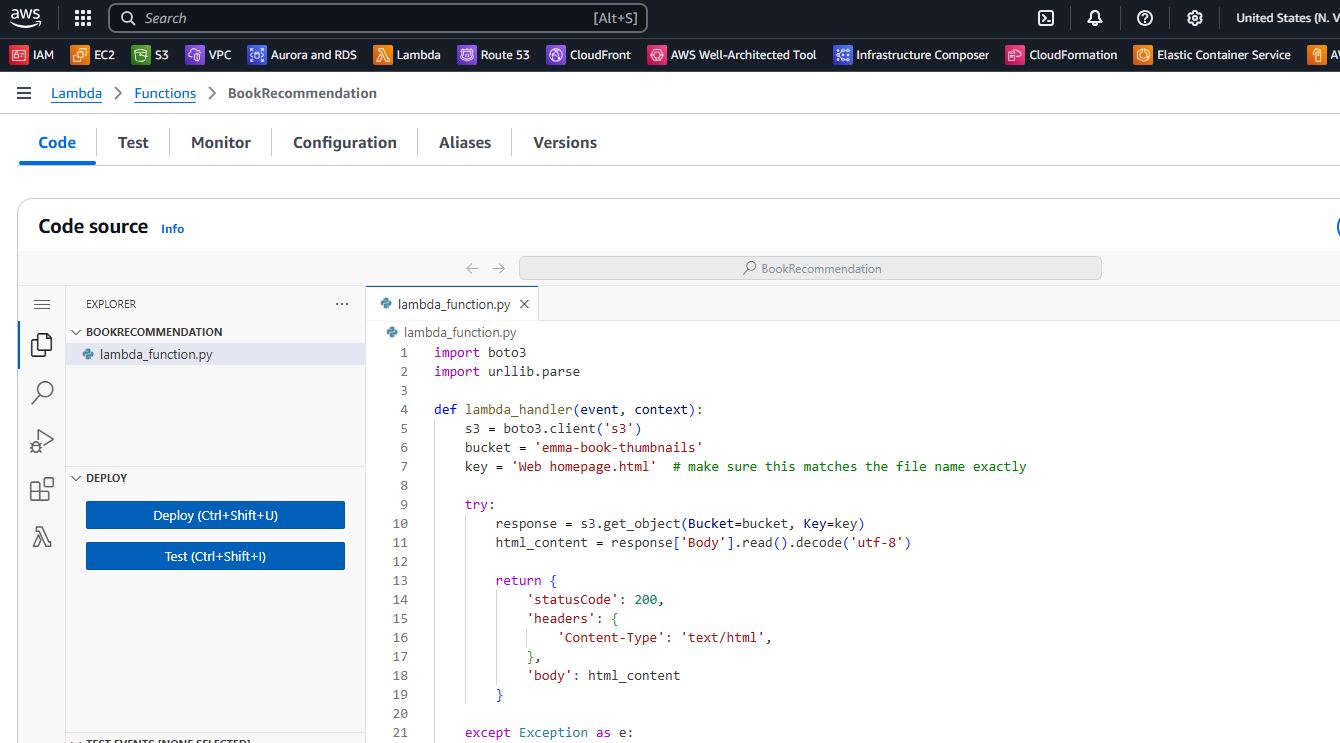 aws Search [Alt+S] United States (N. V
IAM EC2 S3 VPC Aurora and RDS Lambda Route 53 CloudFront AWS Well-Architected Tool Infrastructure Composer CloudFormation Elastic Container Service
Lambda Functions BookRecommendation
Code Test Monitor Configuration Aliases Versions
Code source Info
BookRecommendation
EXPLORER ...
BOOKRECOMMENDATION
lambda_function.py
DEPLOY
Deploy (Ctrl+Shift+U)
Test (Ctrl+Shift+I)
TEST EVENTS [NONE SELECTED]
lambda_function.py
lambda_function.py
1 import boto3
2 import urllib.parse
3
4 def lambda_handler(event, context):
5 s3 = boto3.client('s3')
6 bucket = 'emma-book-thumbnails'
7 key = 'Web homepage.html' # make sure this matches the file name exactly
8
9 try:
10 response = s3.get_object(Bucket=bucket, Key=key)
11 html_content = response['Body'].read().decode('utf-8')
12
13 return {
14 'statusCode': 200,
15 'headers': {
16 'Content-Type': 'text/html',
17 },
18 'body': html_content
19 }
20
21 except Exception as e: